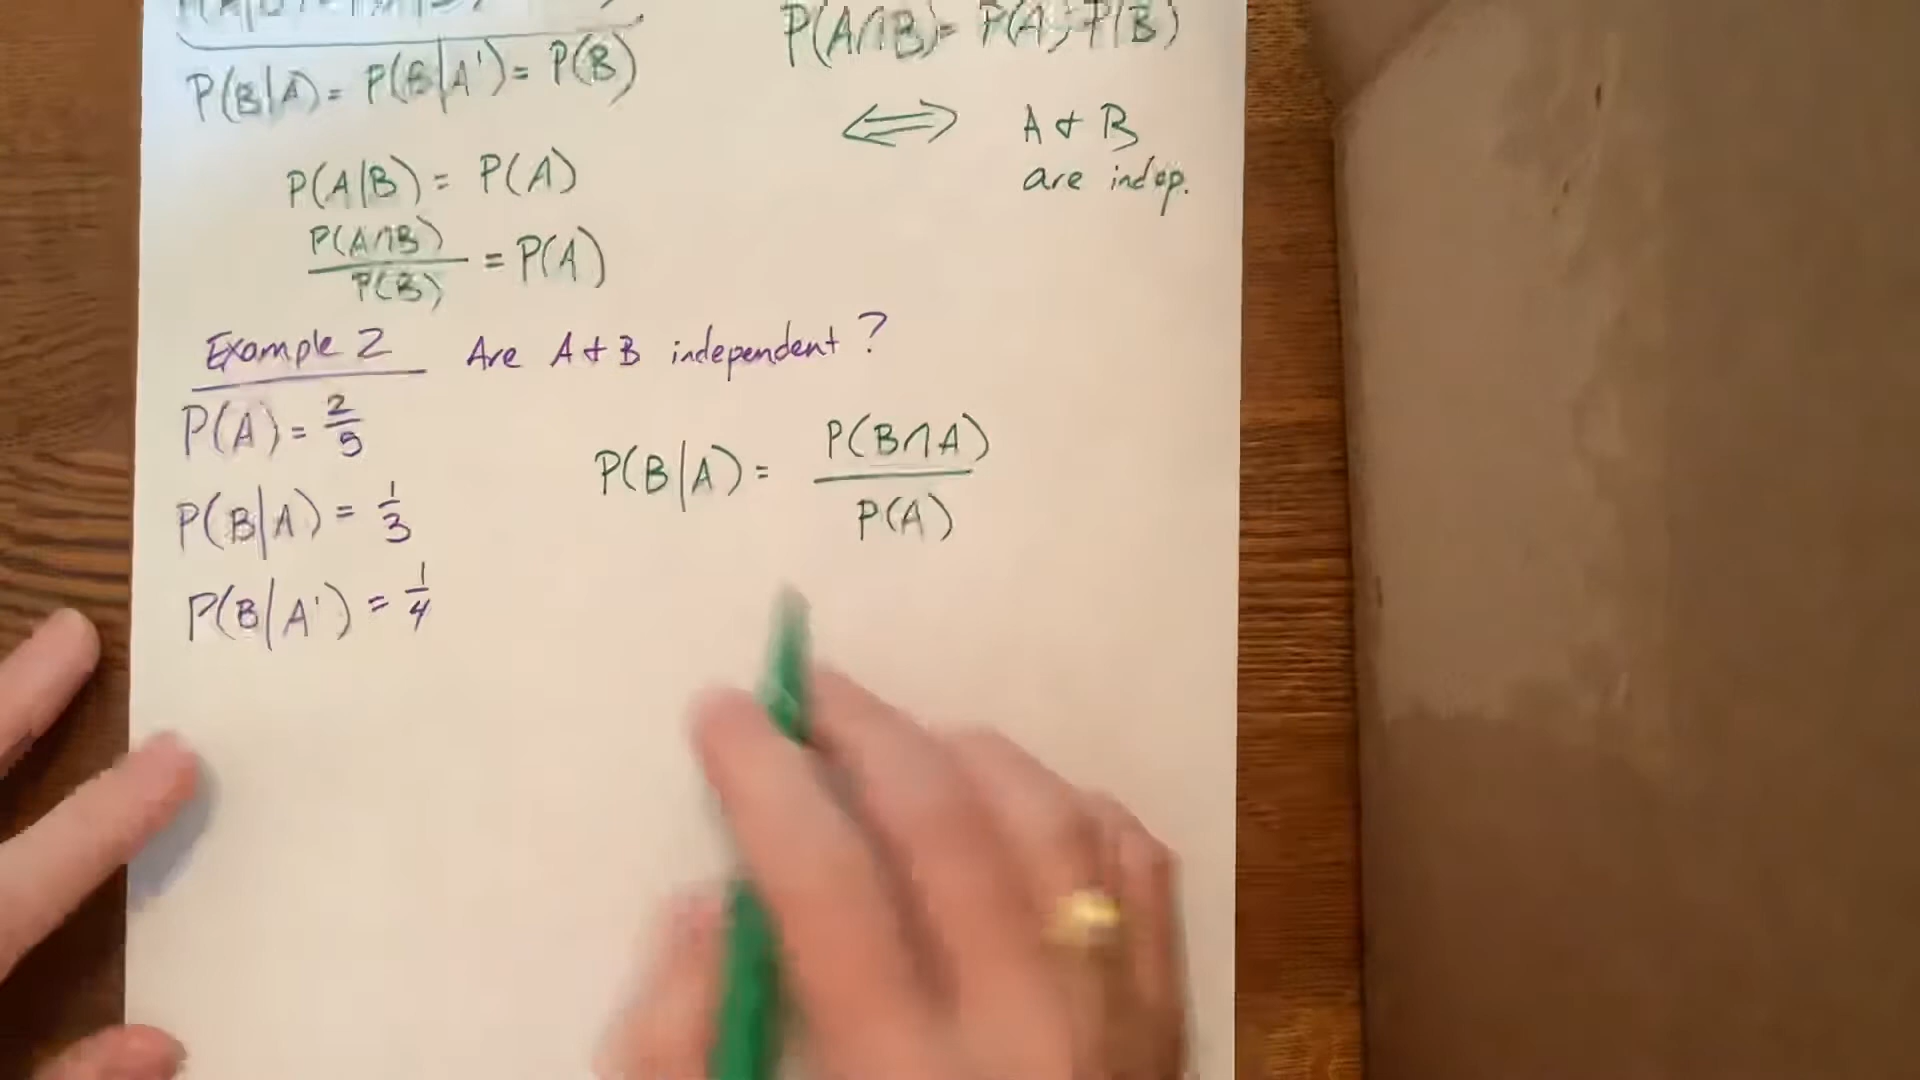 P(B|A) = P(B|A') = P(B)
P(A∩B) = P(A) · P(B)
⟺ A + B
are indep.
P(A|B) = P(A)
P(A∩B)
P(B)
= P(A)
Example 2 Are A + B independent?
P(A) = 2/5
P(B|A) = 1/3
P(B|A') = 1/4
P(B|A) = P(B∩A)
P(A)